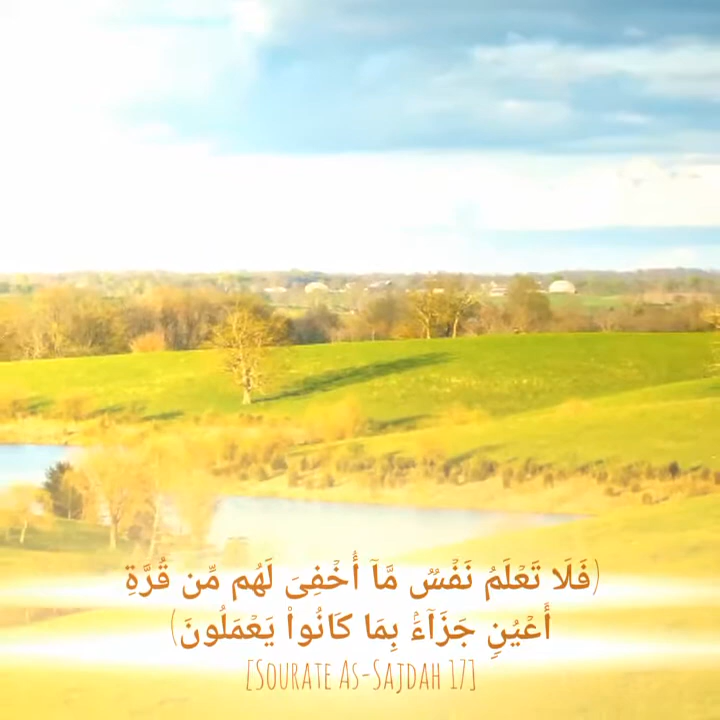 (فَلَا تَعْلَمُ نَفْسٌ مَّآ أُخْفِىَ لَهُم مِّن قُرَّةِ
أَعْيُنٍ جَزَآءًۢ بِمَا كَانُوا۟ يَعْمَلُونَ)
[Sourate As-Sajdah 17]